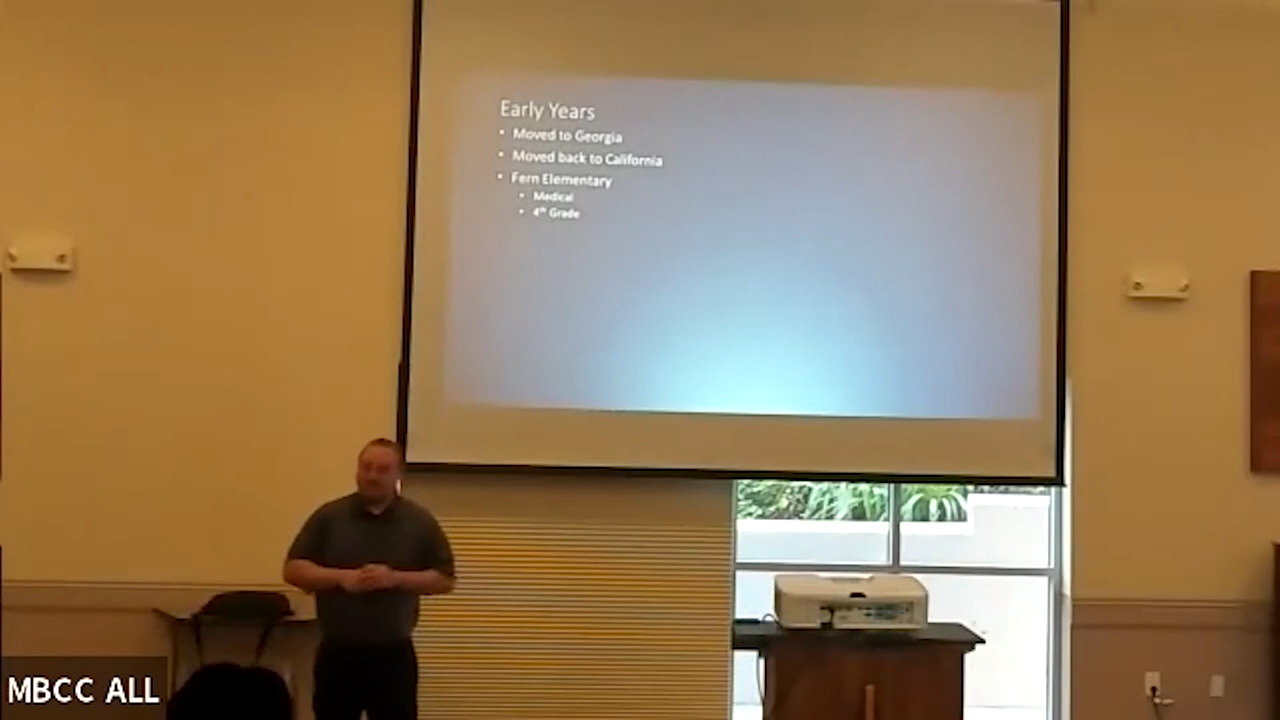 Early Years
• Moved to Georgia
• Moved back to California
• Fern Elementary
• Medical
• 4th Grade
MBCC ALL